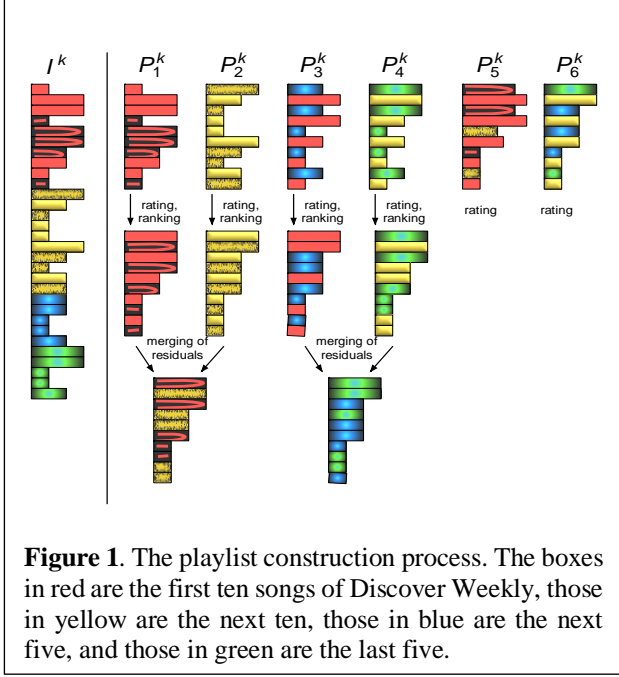 I^k P_1^k P_2^k P_3^k P_4^k P_5^k P_6^k
rating, ranking
rating, ranking
rating, ranking
rating, ranking
rating
rating
merging of residuals
merging of residuals
Figure 1. The playlist construction process. The boxes
in red are the first ten songs of Discover Weekly, those
in yellow are the next ten, those in blue are the next
five, and those in green are the last five.